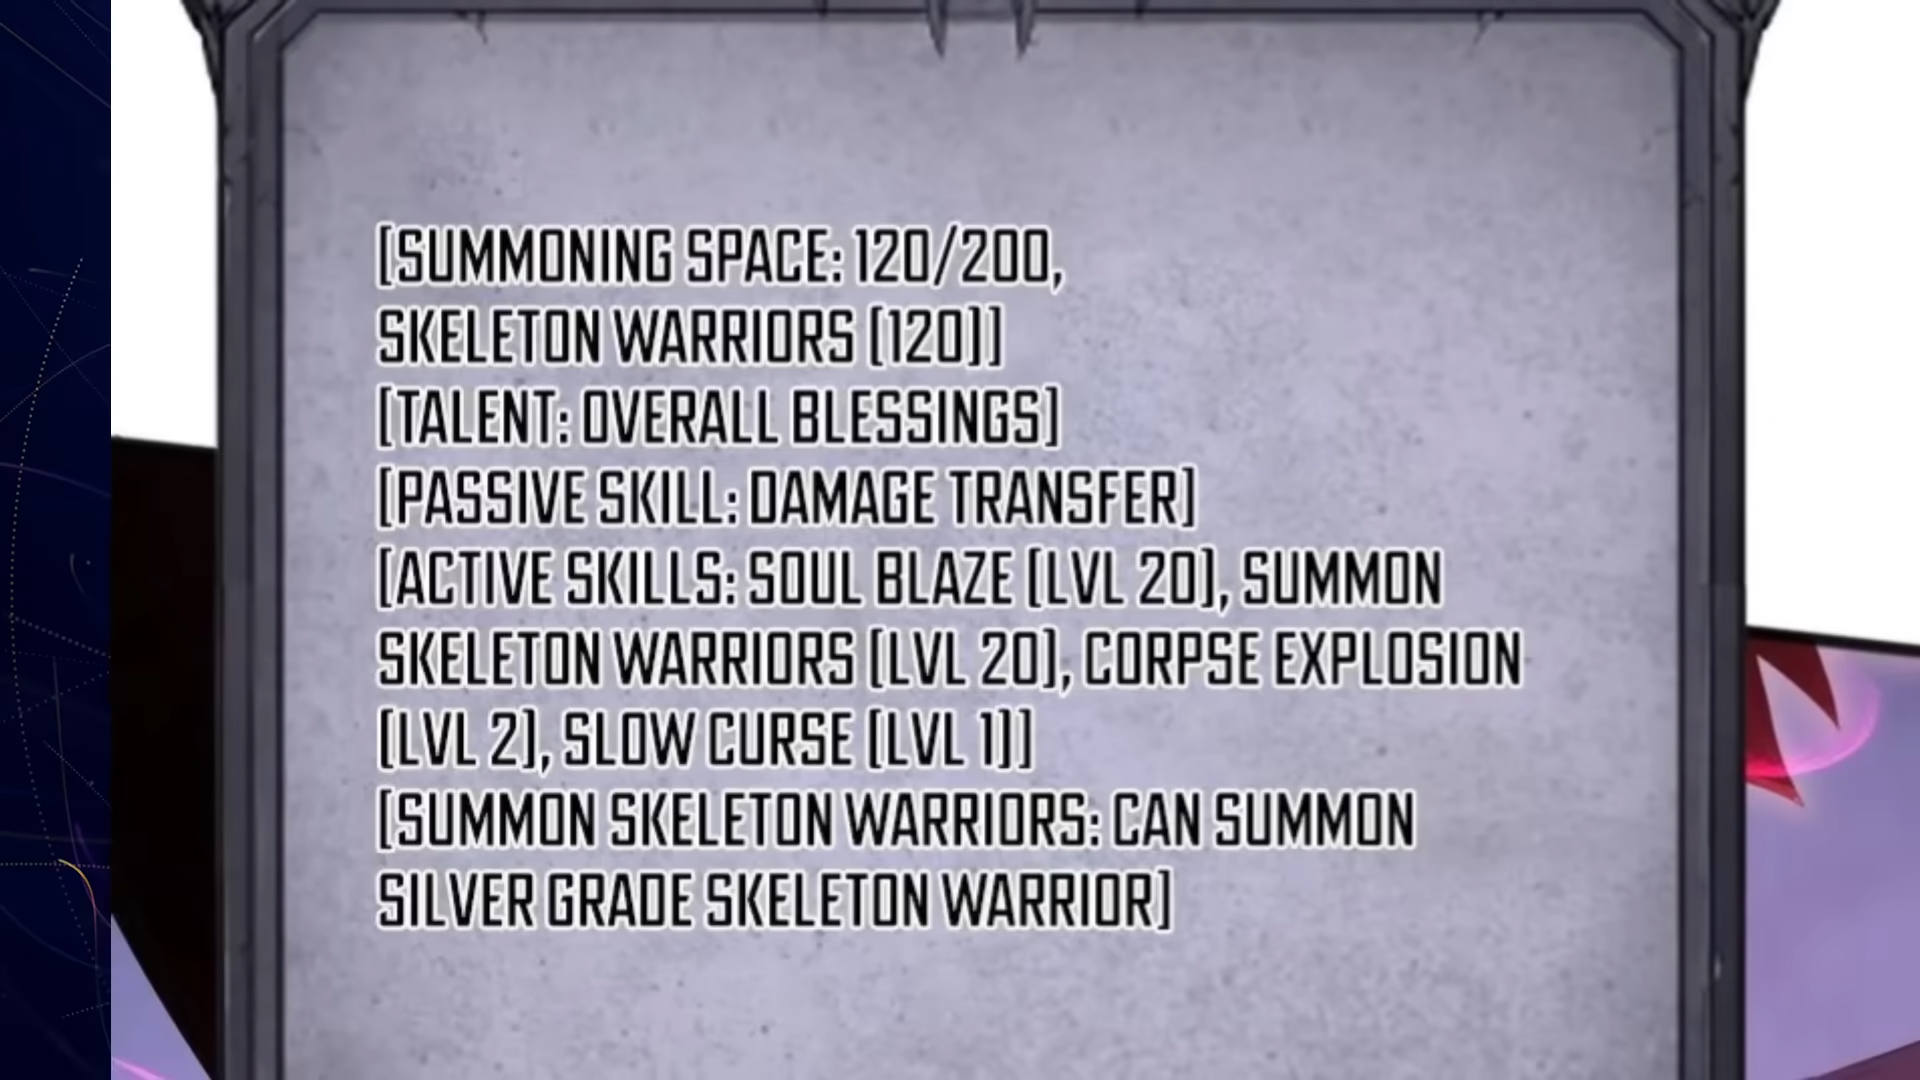 [SUMMONING SPACE: 120/200,
SKELETON WARRIORS [120]]
[TALENT: OVERALL BLESSINGS]
[PASSIVE SKILL: DAMAGE TRANSFER]
[ACTIVE SKILLS: SOUL BLAZE [LVL 20], SUMMON
SKELETON WARRIORS [LVL 20], CORPSE EXPLOSION
[LVL 2], SLOW CURSE [LVL 1]]
[SUMMON SKELETON WARRIORS: CAN SUMMON
SILVER GRADE SKELETON WARRIOR]